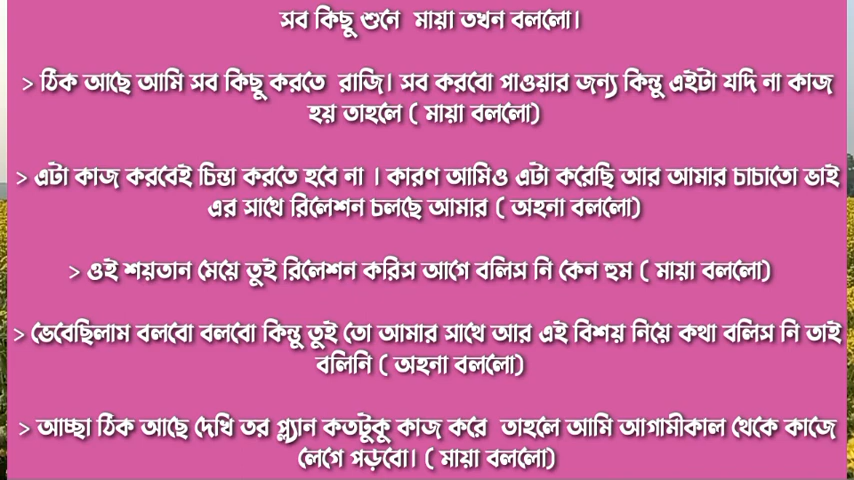 সব কিছু শুনে মায়া তখন বললো।
> ঠিক আছে আমি সব কিছু করতে রাজি। সব করবো পাওয়ার জন্য কিন্তু এইটা যদি না কাজ
হয় তাহলে ( মায়া বললো)
> এটা কাজ করবেই চিন্তা করতে হবে না । কারণ আমিও এটা করেছি আর আমার চাচাতো ভাই
এর সাথে রিলেশন চলছে আমার ( অহনা বললো)
> ওই শয়তান মেয়ে তুই রিলেশন করিস আগে বলিস নি কেন হুম ( মায়া বললো)
> ভেবেছিলাম বলবো বলবো কিন্তু তুই তো আমার সাথে আর এই বিশয় নিয়ে কথা বলিস নি তাই
বলিনি ( অহনা বললো)
> আচ্ছা ঠিক আছে দেখি তর প্ল্যান কতটুকু কাজ করে তাহলে আমি আগামীকাল থেকে কাজে
লেগে পড়বো। ( মায়া বললো)